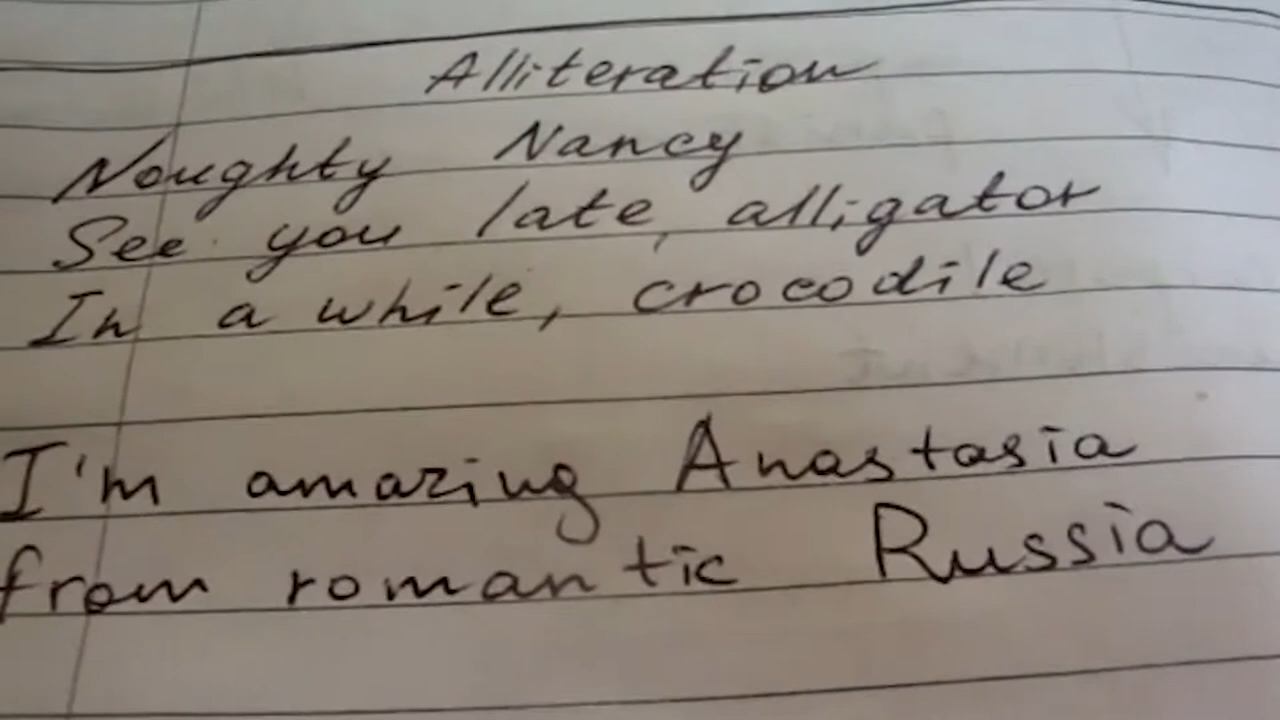 Alliteration
Noughty Nancy
See you late, alligator
In a while, crocodile
I'm amazing Anastasia
from romantic Russia